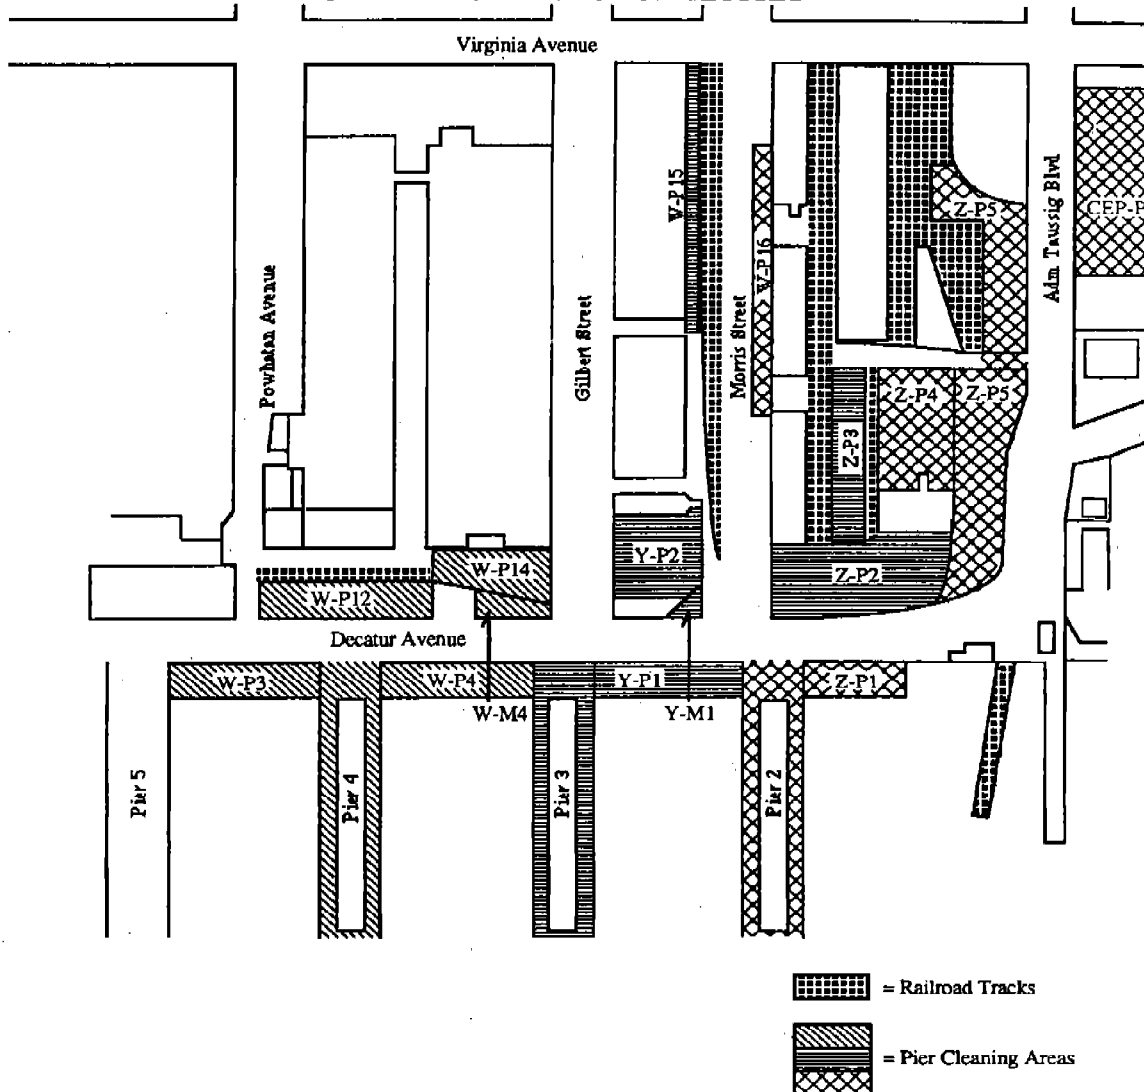 Virginia Avenue
W-P15
Z-P5
CEP-P
Adm Taussig Blvd
W-P16
Powhatan Avenue
Gilbert Street
Morris Street
Z-P4
Z-P5
Z-P3
Y-P2
W-P14
Z-P2
W-P12
Decatur Avenue
W-P3
W-P4
Y-P1
Z-P1
W-M4
Y-M1
Pier 5
Pier 4
Pier 3
Pier 2
= Railroad Tracks
= Pier Cleaning Areas